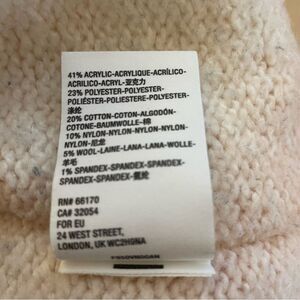 41% ACRYLIC-ACRYLIQUE-ACRÍLICO-
ACRILICO-ACRYL-亚克力
23% POLYESTER-POLYESTER-
POLIÉSTER-POLIESTERE-POLYESTER-
涤纶
20% COTTON-COTON-ALGODÓN-
COTONE-BAUMWOLLE-棉
10% NYLON-NYLON-NYLON-NYLON-
NYLON-尼龙
5% WOOL-LAINE-LANA-LANA-WOLLE-
羊毛
1% SPANDEX-SPANDEX-SPANDEX-
SPANDEX-SPANDEX-氨纶
RN# 66170
CA# 32054
FOR EU
24 WEST STREET,
LONDON, UK WC2H9NA